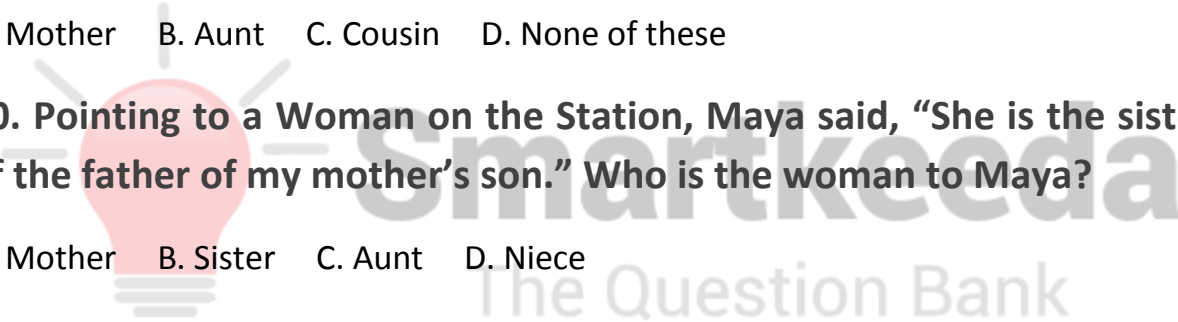 Mother B. Aunt C. Cousin D. None of these
0. Pointing to a Woman on the Station, Maya said, “She is the sist
f the father of my mother’s son.” Who is the woman to Maya?
Mother B. Sister C. Aunt D. Niece
Smartkeeda
The Question Bank